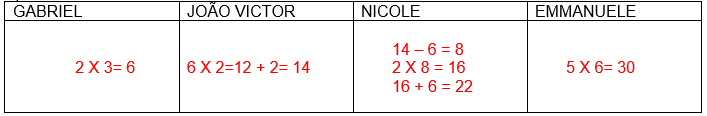 GABRIEL JOÃO VICTOR NICOLE EMMANUELE
14 – 6 = 8
2 X 3= 6 6 X 2=12 + 2= 14 2 X 8 = 16 5 X 6= 30
16 + 6 = 22